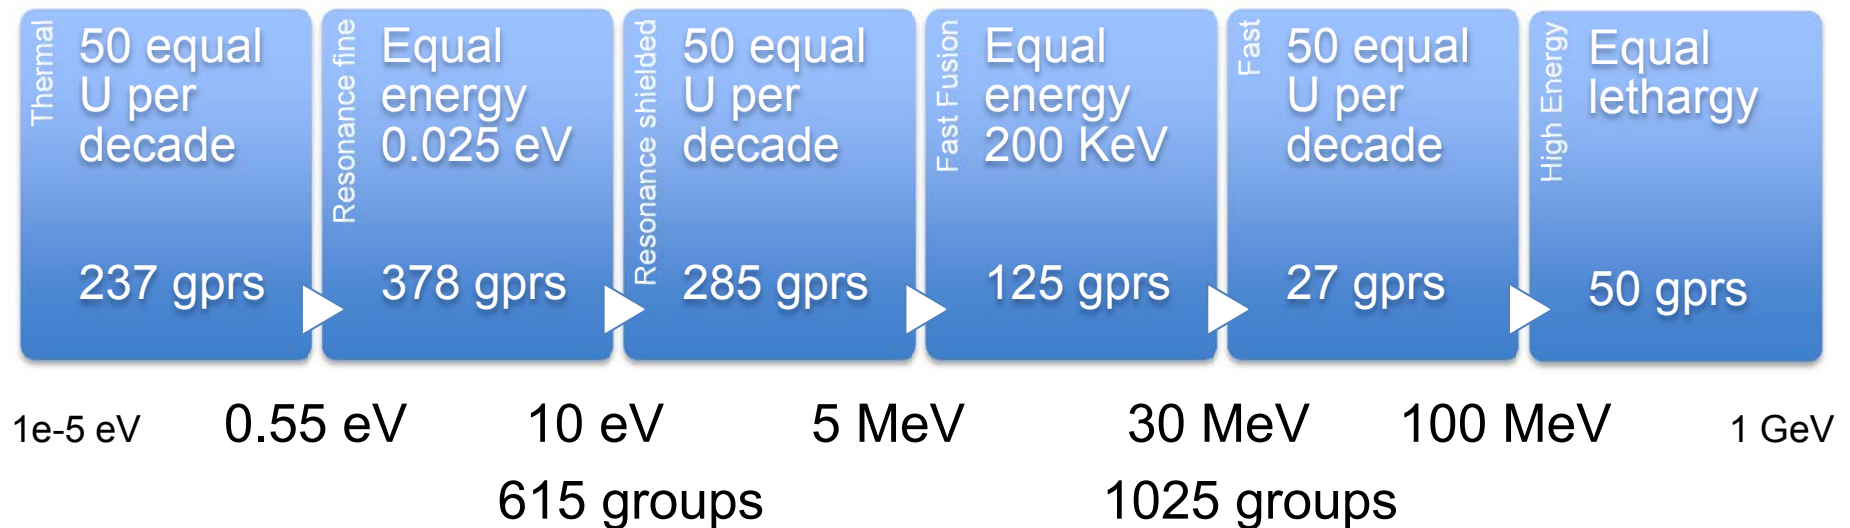 Thermal
50 equal
U per
decade
237 gprs
Resonance fine
Equal
energy
0.025 eV
378 gprs
Resonance shielded
50 equal
U per
decade
285 gprs
Fast Fusion
Equal
energy
200 KeV
125 gprs
Fast
50 equal
U per
decade
27 gprs
High Energy
Equal
lethargy
50 gprs
1e-5 eV 0.55 eV 10 eV 5 MeV 30 MeV 100 MeV 1 GeV
615 groups 1025 groups